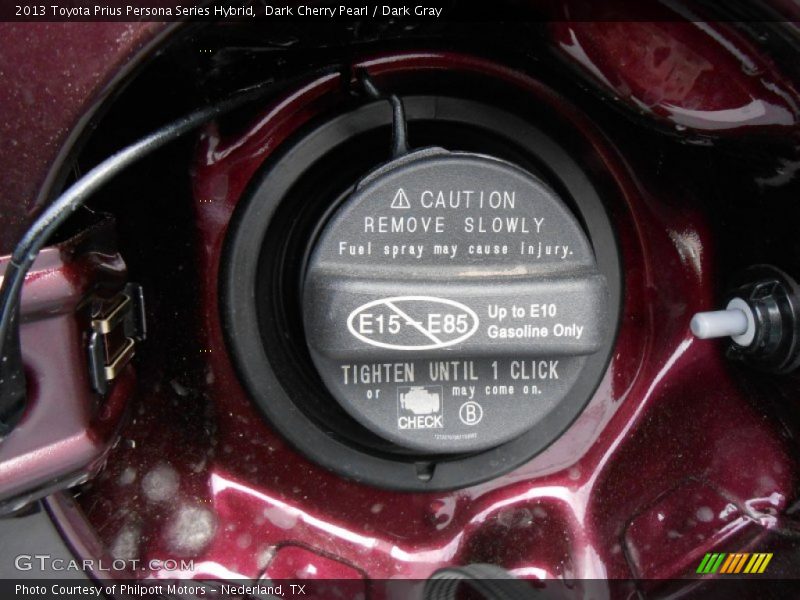 2013 Toyota Prius Persona Series Hybrid,  Dark Cherry Pearl / Dark Gray
CAUTION
REMOVE SLOWLY
Fuel spray may cause injury.
E15-E85
Up to E10
Gasoline Only
TIGHTEN UNTIL 1 CLICK
or CHECK may come on.
B
GTCARLOT.COM
Photo Courtesy of Philpott Motors - Nederland, TX